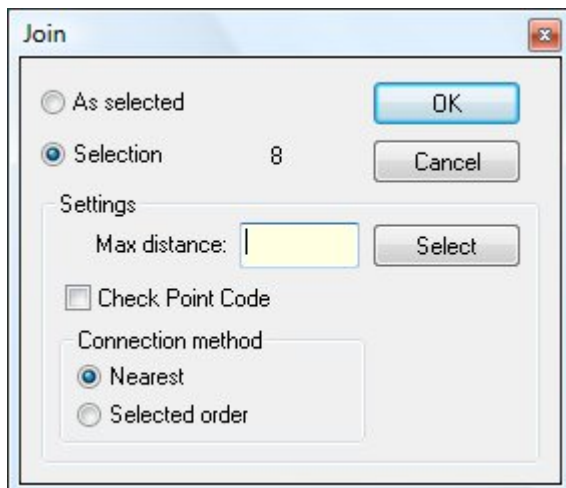 Join
As selected
OK
Selection 8
Cancel
Settings
Max distance:
Select
Check Point Code
Connection method
Nearest
Selected order